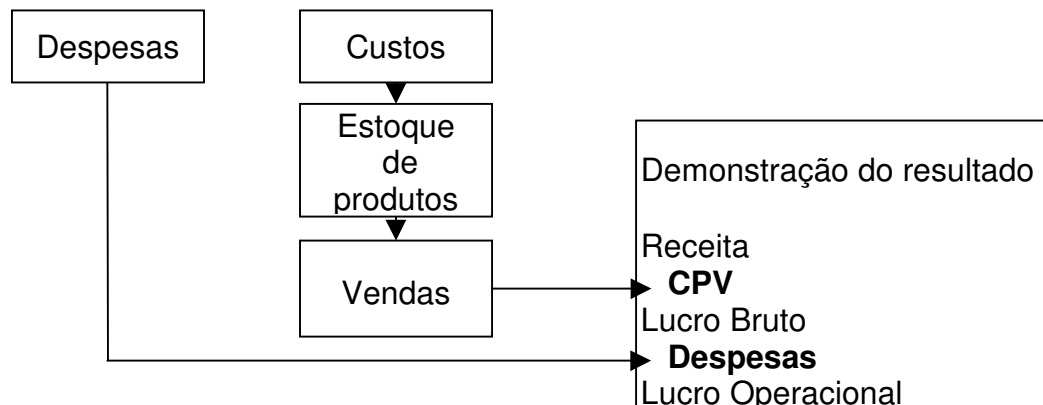 Despesas
Custos
Estoque
de
produtos
Vendas
Demonstração do resultado
Receita
CPV
Lucro Bruto
Despesas
Lucro Operacional